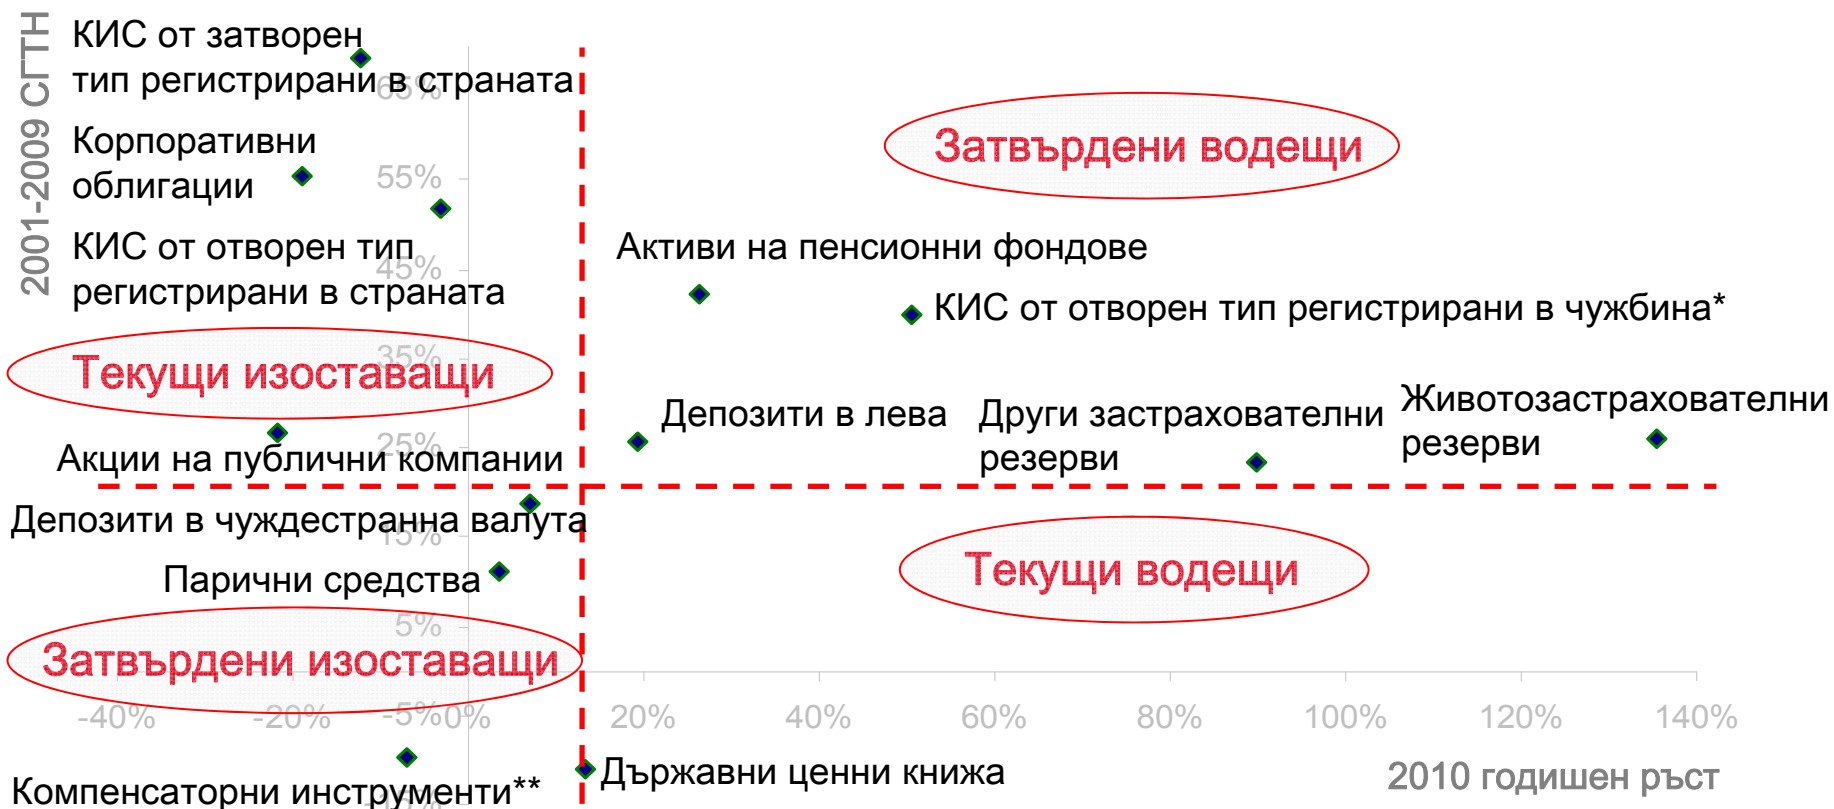 2001-2009 СГТН
КИС от затворен
тип регистрирани в страната
65%
Корпоративни
облигации
55%
КИС от отворен тип
регистрирани в страната
45%
Затвърдени водещи
Активи на пенсионни фондове
КИС от отворен тип регистрирани в чужбина*
Текущи изоставащи
35%
Депозити в лева
Други застрахователни
резерви
Животозастрахователни
резерви
Акции на публични компании
25%
Депозити в чуждестранна валута
15%
Парични средства
Текущи водещи
5%
Затвърдени изоставащи
-40%
-20%
-5%
0%
20%
40%
60%
80%
100%
120%
140%
Компенсаторни инструменти**
-15%
Държавни ценни книжа
2010 годишен ръст